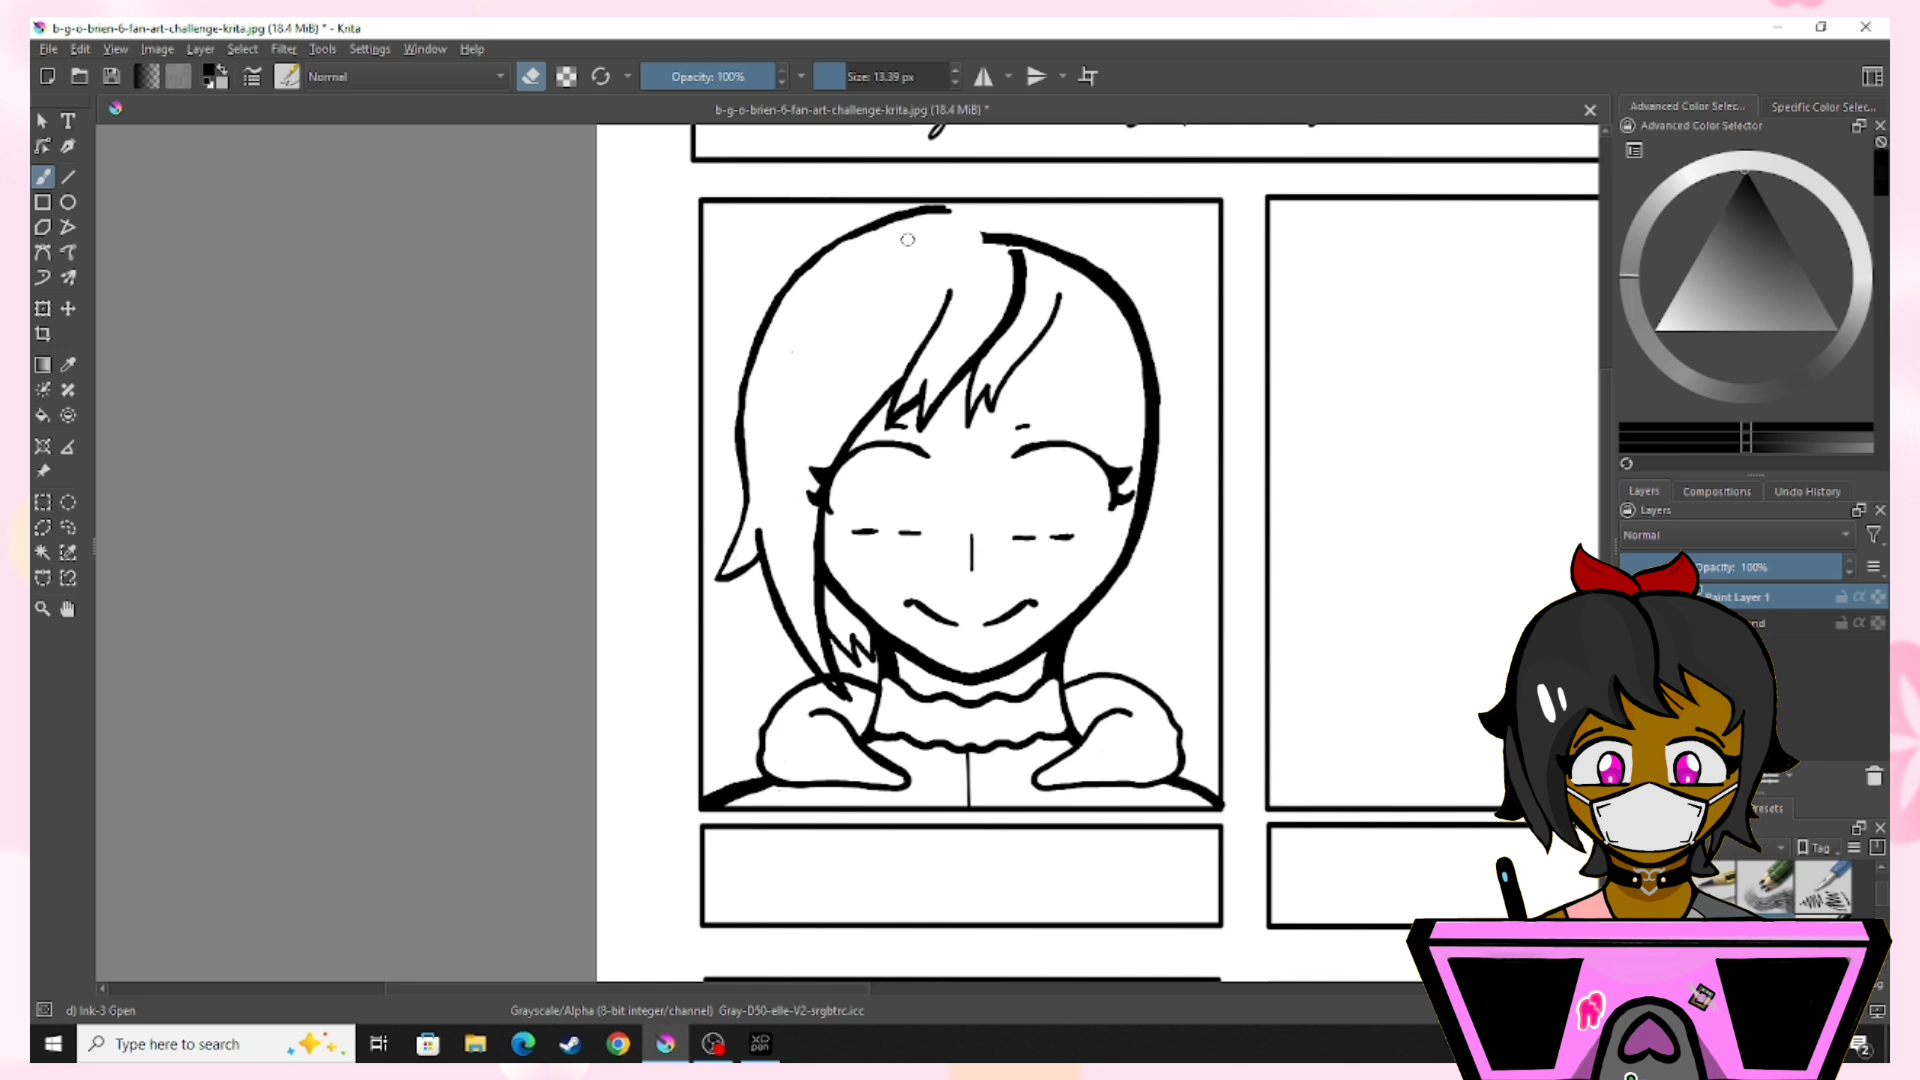 b-g-o-brien-6-fan-art-challenge-krita.jpg (18.4 MiB) * - Krita
File Edit View Image Layer Select Filter Tools Settings Window Help
Normal
Opacity: 100%
Size: 13.39 px
b-g-o-brien-6-fan-art-challenge-krita.jpg (18.4 MiB) *
Advanced Color Selec... Specific Color Selec...
Advanced Color Selector
Layers Compositions Undo History
Layers
Normal
Opacity: 100%
Paint Layer 1
nd
resets
Tag
d) Ink-3 Gpen
Grayscale/Alpha (8-bit integer/channel) Gray-D50-elle-V2-srgbtrc.icc
Type here to search
2